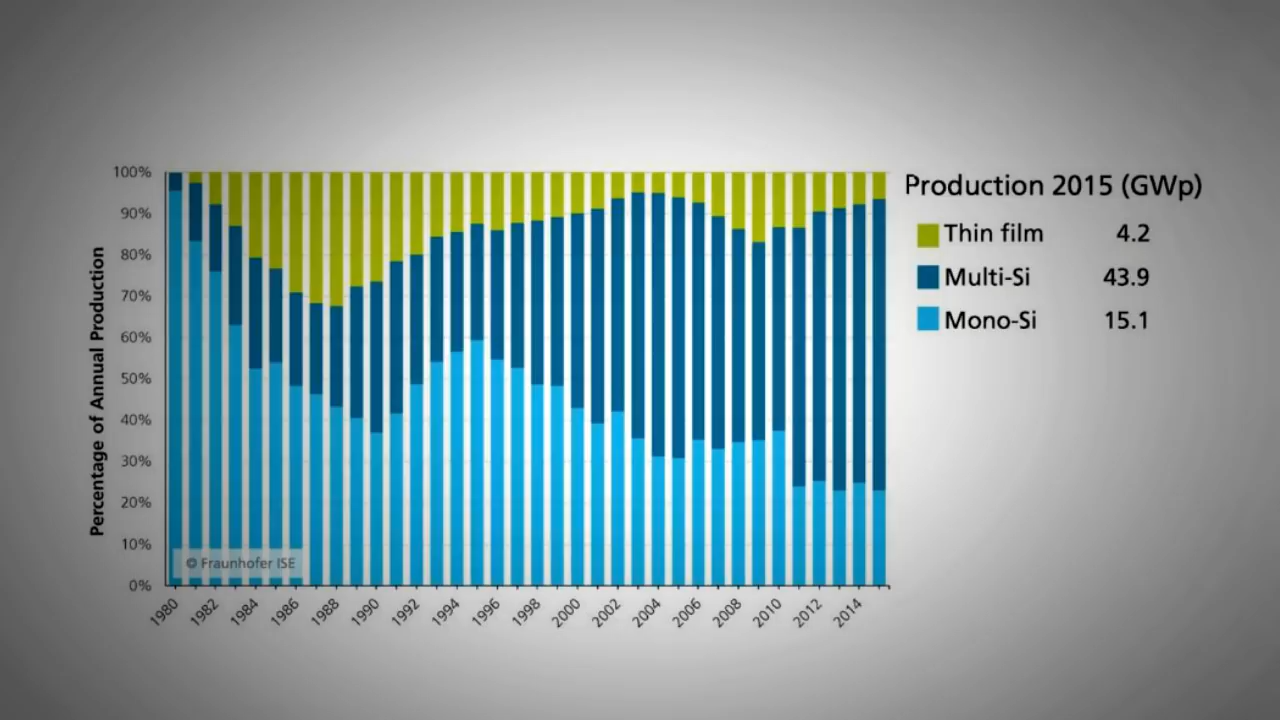 Production 2015 (GWp)
Thin film 4.2
Multi-Si 43.9
Mono-Si 15.1
Percentage of Annual Production
100%
90%
80%
70%
60%
50%
40%
30%
20%
10%
0%
© Fraunhofer ISE
1980 1982 1984 1986 1988 1990 1992 1994 1996 1998 2000 2002 2004 2006 2008 2010 2012 2014